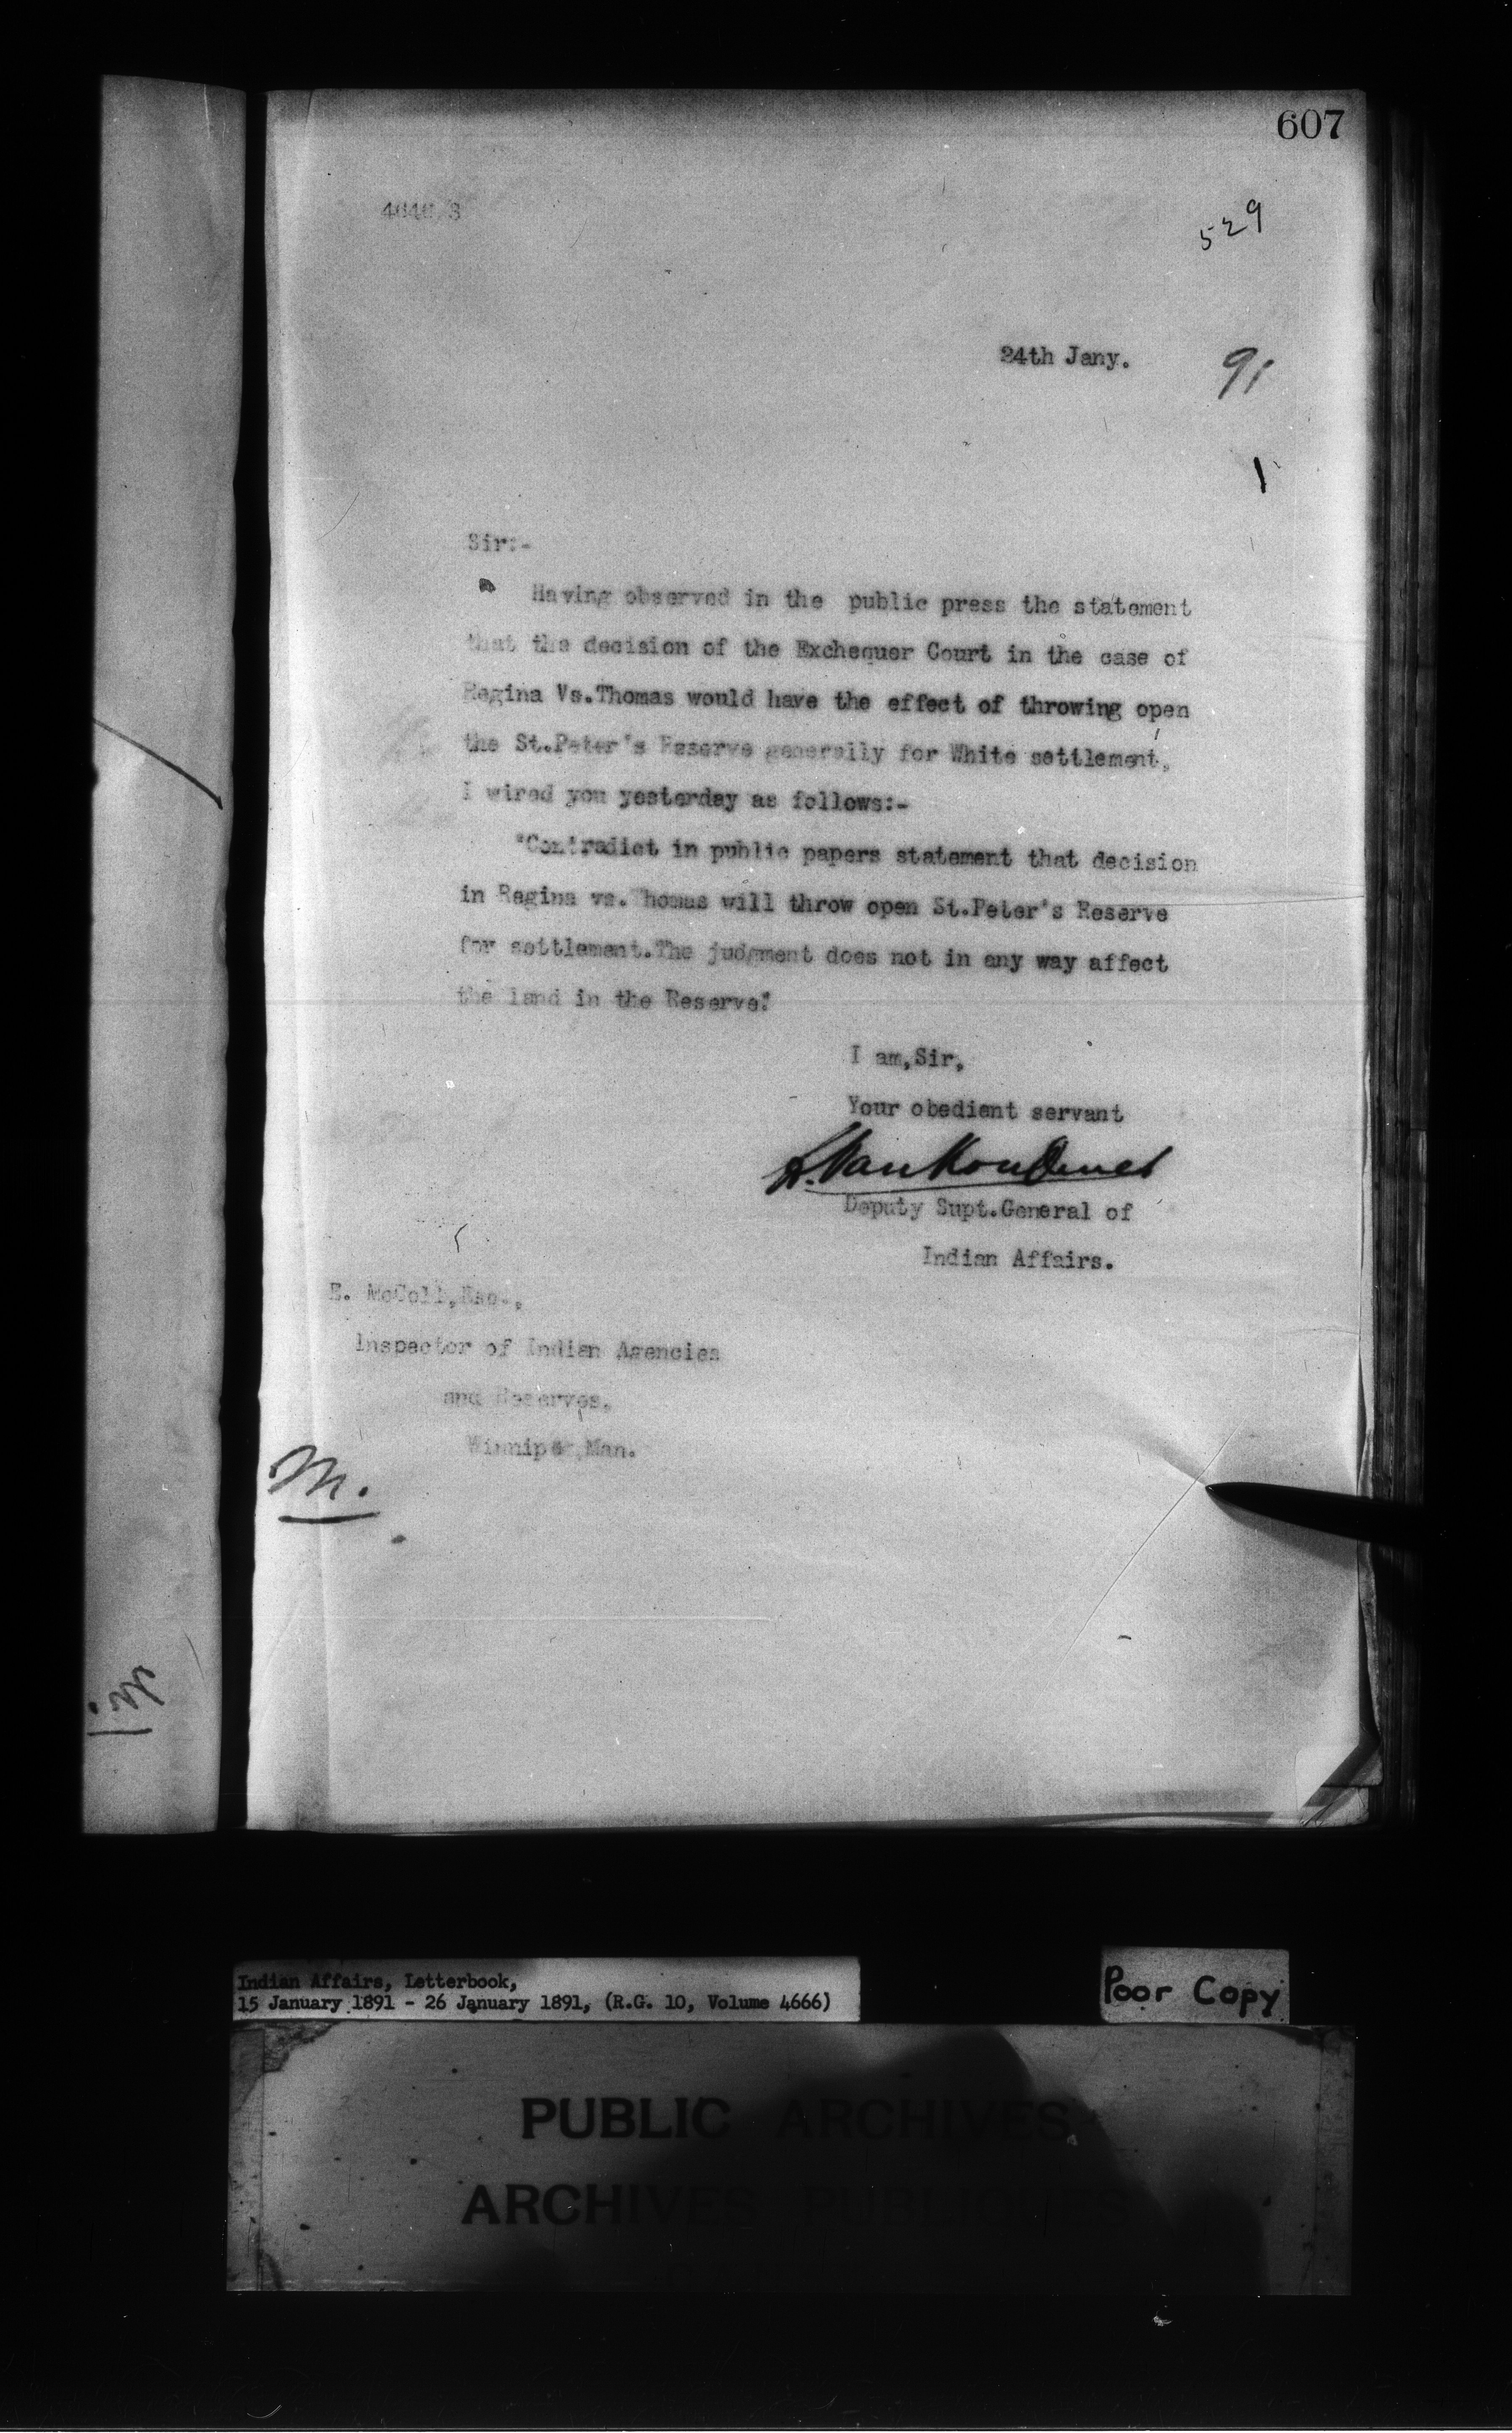 607
529
24th Jany. 91
1
Sir:-
Having observed in the public press the statement
that the decision of the Exchequer Court in the case of
Regina Vs.Thomas would have the effect of throwing open
the St.Peter's Reserve generally for White settlement,
I wired you yesterday as follows:-
"Contradict in public papers statement that decision
in Regina vs.Thomas will throw open St.Peter's Reserve
for settlement.The judgment does not in any way affect
the land in the Reserve."
I am,Sir,
Your obedient servant
L. VanKoughnet
Deputy Supt.General of
Indian Affairs.
E. McColl,Esq.,
Inspector of Indian Agencies
and Reserves,
Winnipeg,Man.
M.
Indian Affairs, Letterbook,
15 January 1891 - 26 January 1891, (R.G. 10, Volume 4666)
Poor Copy
PUBLIC ARCHIVES
ARCHIVES PUBLIQUES